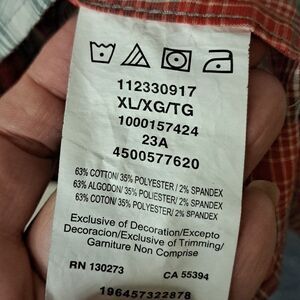 112330917
XL/XG/TG
1000157424
23A
4500577620
63% COTTON/ 35% POLYESTER/ 2% SPANDEX
63% ALGODON/ 35% POLIESTER/ 2% SPANDEX
63% COTON/ 35% POLYESTER/ 2% SPANDEX
Exclusive of Decoration/Excepto
Decoracion/Exclusive of Trimming/
Garniture Non Comprise
RN 130273 CA 55394
196457322878